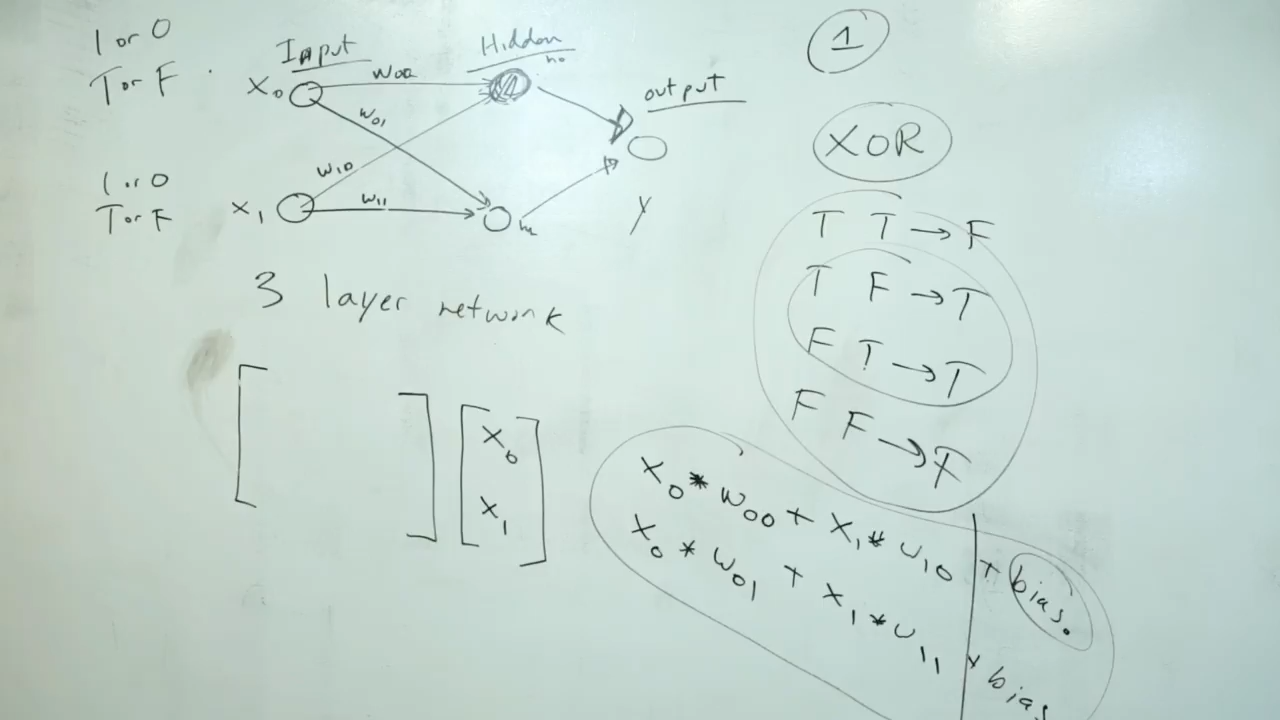 1 or 0
T or F
Input
Hidden
output
X0
w00
h0
w01
1 or 0
T or F
w10
X1
w11
y
3 layer network
X0
X1
1
XOR
T T → F
T F → T
F T → T
F F → F
X0 * w00 + X1 * w10 + bias.
X0 * w01 + X1 * w11 + bias